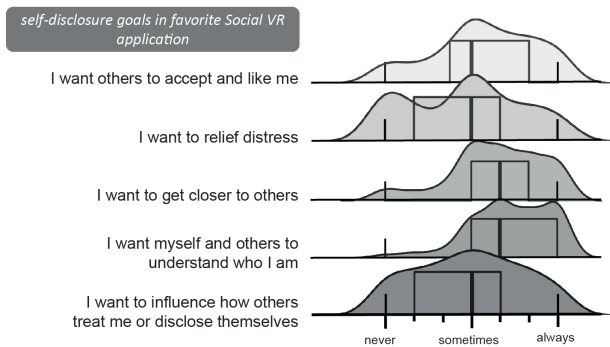 self-disclosure goals in favorite Social VR
application
I want others to accept and like me
I want to relief distress
I want to get closer to others
I want myself and others to
understand who I am
I want to influence how others
treat me or disclose themselves
never sometimes always